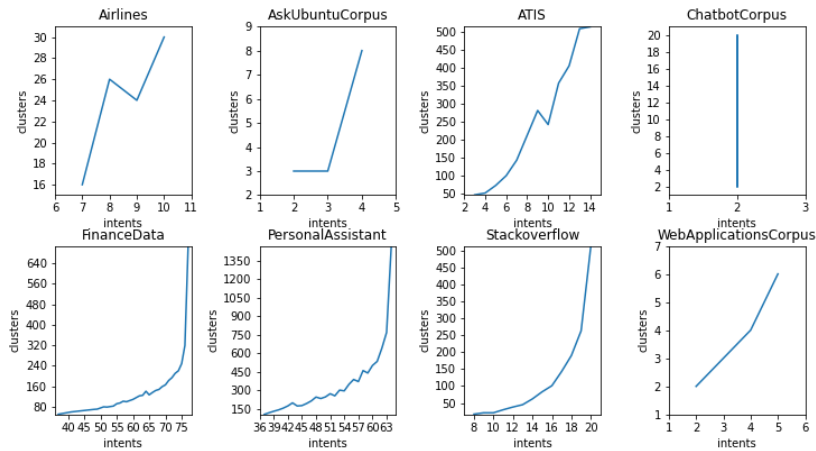 Airlines
30
28
26
24
22
20
18
16
clusters
6 7 8 9 10 11
intents
AskUbuntuCorpus
9
8
7
6
5
4
3
2
clusters
1 2 3 4 5
intents
ATIS
500
450
400
350
300
250
200
150
100
50
clusters
2 4 6 8 10 12 14
intents
ChatbotCorpus
20
18
16
14
12
10
8
6
4
2
clusters
1 2 3
intents
FinanceData
640
560
480
400
320
240
160
80
clusters
40 45 50 55 60 65 70 75
intents
PersonalAssistant
1350
1200
1050
900
750
600
450
300
150
clusters
36 39 42 45 48 51 54 57 60 63
intents
Stackoverflow
500
450
400
350
300
250
200
150
100
50
clusters
8 10 12 14 16 18 20
intents
WebApplicationsCorpus
7
6
5
4
3
2
1
clusters
1 2 3 4 5 6
intents